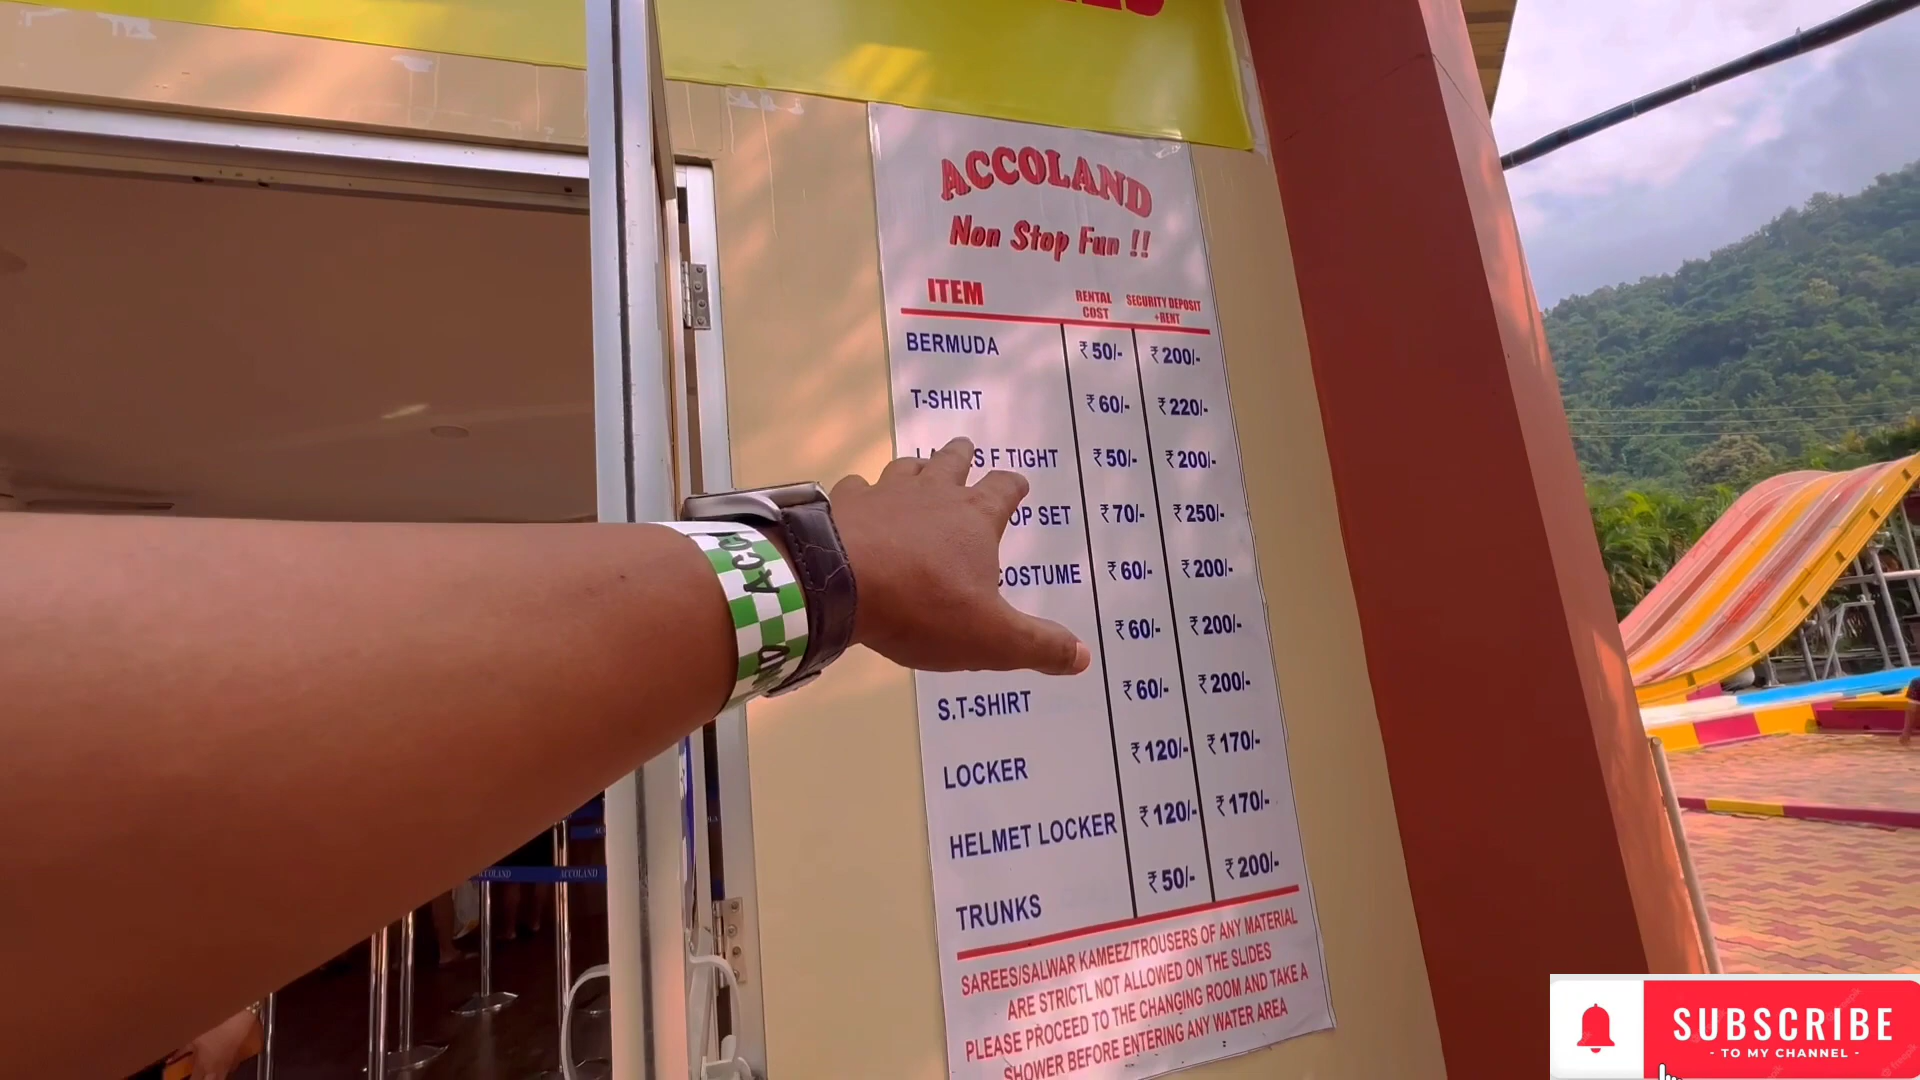 ACCOLAND
Non Stop Fun !!
ITEM RENTAL COST SECURITY DEPOSIT +RENT
BERMUDA ₹ 50/- ₹ 200/-
T-SHIRT ₹ 60/- ₹ 220/-
F TIGHT ₹ 50/- ₹ 200/-
SET ₹ 70/- ₹ 250/-
COSTUME ₹ 60/- ₹ 200/-
₹ 60/- ₹ 200/-
S.T-SHIRT ₹ 60/- ₹ 200/-
LOCKER ₹ 120/- ₹ 170/-
HELMET LOCKER ₹ 120/- ₹ 170/-
TRUNKS ₹ 50/- ₹ 200/-
SAREES/SALWAR KAMEEZ/TROUSERS OF ANY MATERIAL
ARE STRICTL NOT ALLOWED ON THE SLIDES
PLEASE PROCEED TO THE CHANGING ROOM AND TAKE A
SHOWER BEFORE ENTERING ANY WATER AREA
ACCOLAND
ACCOLAND
SUBSCRIBE
- TO MY CHANNEL -